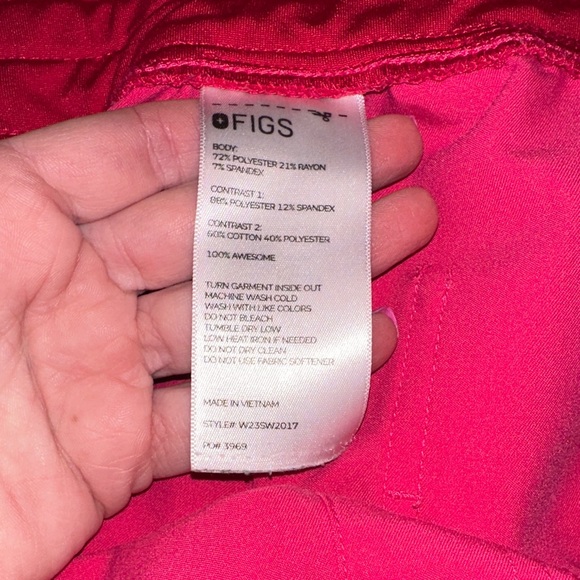 FIGS
BODY:
72% POLYESTER 21% RAYON
7% SPANDEX
CONTRAST 1:
88% POLYESTER 12% SPANDEX
CONTRAST 2:
60% COTTON 40% POLYESTER
100% AWESOME
TURN GARMENT INSIDE OUT
MACHINE WASH COLD
WASH WITH LIKE COLORS
DO NOT BLEACH
TUMBLE DRY LOW
LOW HEAT IRON IF NEEDED
DO NOT DRY CLEAN
DO NOT USE FABRIC SOFTENER
MADE IN VIETNAM
STYLE# W23SW2017
PO# 3969